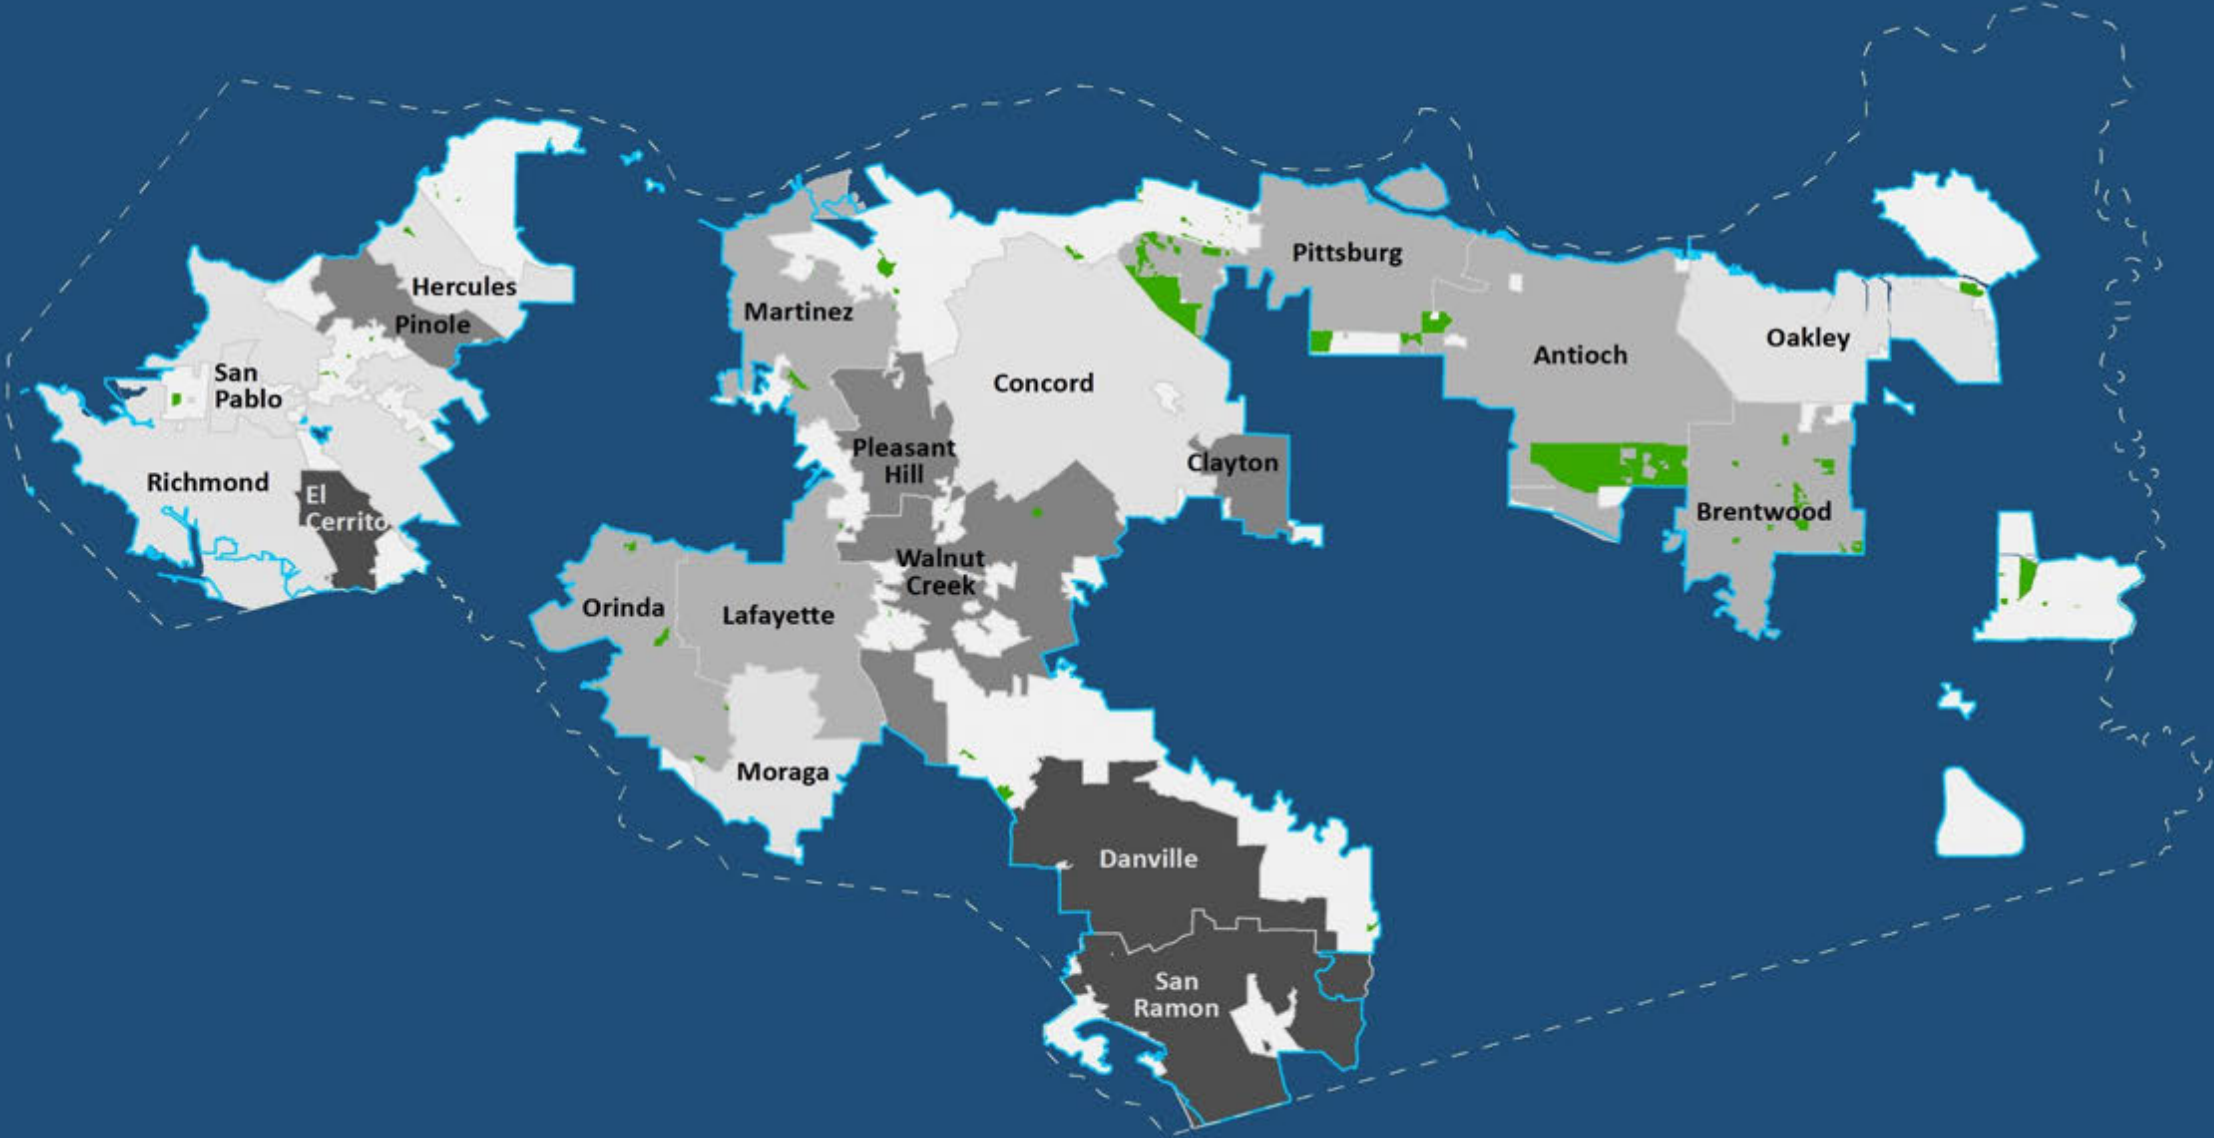 Hercules
Pinole
San
Pablo
Richmond
El
Cerrito
Martinez
Pleasant
Hill
Concord
Clayton
Walnut
Creek
Orinda
Lafayette
Moraga
Danville
San
Ramon
Pittsburg
Antioch
Oakley
Brentwood